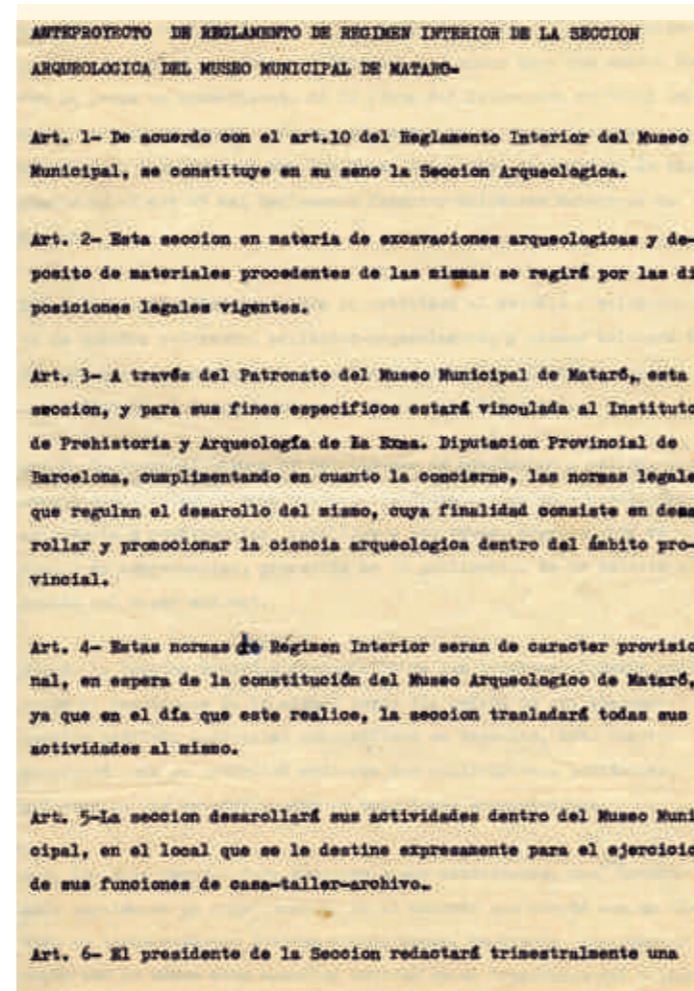 ANTEPROYECTO DE REGLAMENTO DE REGIMEN INTERIOR DE LA SECCION
ARQUEOLOGICA DEL MUSEO MUNICIPAL DE MATARO-
Art. 1- De acuerdo con el art.10 del Reglamento Interior del Museo
Municipal, se constituye en su seno la Seccion Arqueologica.
Art. 2- Esta seccion en materia de excavaciones arqueologicas y de-
posito de materiales procedentes de las mismas se regirá por las di
posiciones legales vigentes.
Art. 3- A través del Patronato del Museo Municipal de Mataró, esta
seccion, y para sus fines especificos estará vinculada al Instituto
de Prehistoria y Arqueología de la Exma. Diputacion Provincial de
Barcelona, cumplimentando en cuanto la concierne, las normas legale
que regulan el desarollo del mismo, cuya finalidad consiste en desa
rollar y promocionar la ciencia arqueologica dentro del ámbito pro-
vincial.
Art. 4- Estas normas de Régimen Interior seran de caracter provisio
nal, en espera de la constitución del Museo Arqueologico de Mataró,
ya que en el día que este realice, la seccion trasladará todas sus
actividades al mismo.
Art. 5-La seccion desarollará sus actividades dentro del Museo Muni
cipal, en el local que se le destine expresamente para el ejercicio
de sus funciones de casa-taller-archivo.
Art. 6- El presidente de la Seccion redactará trimestralmente una